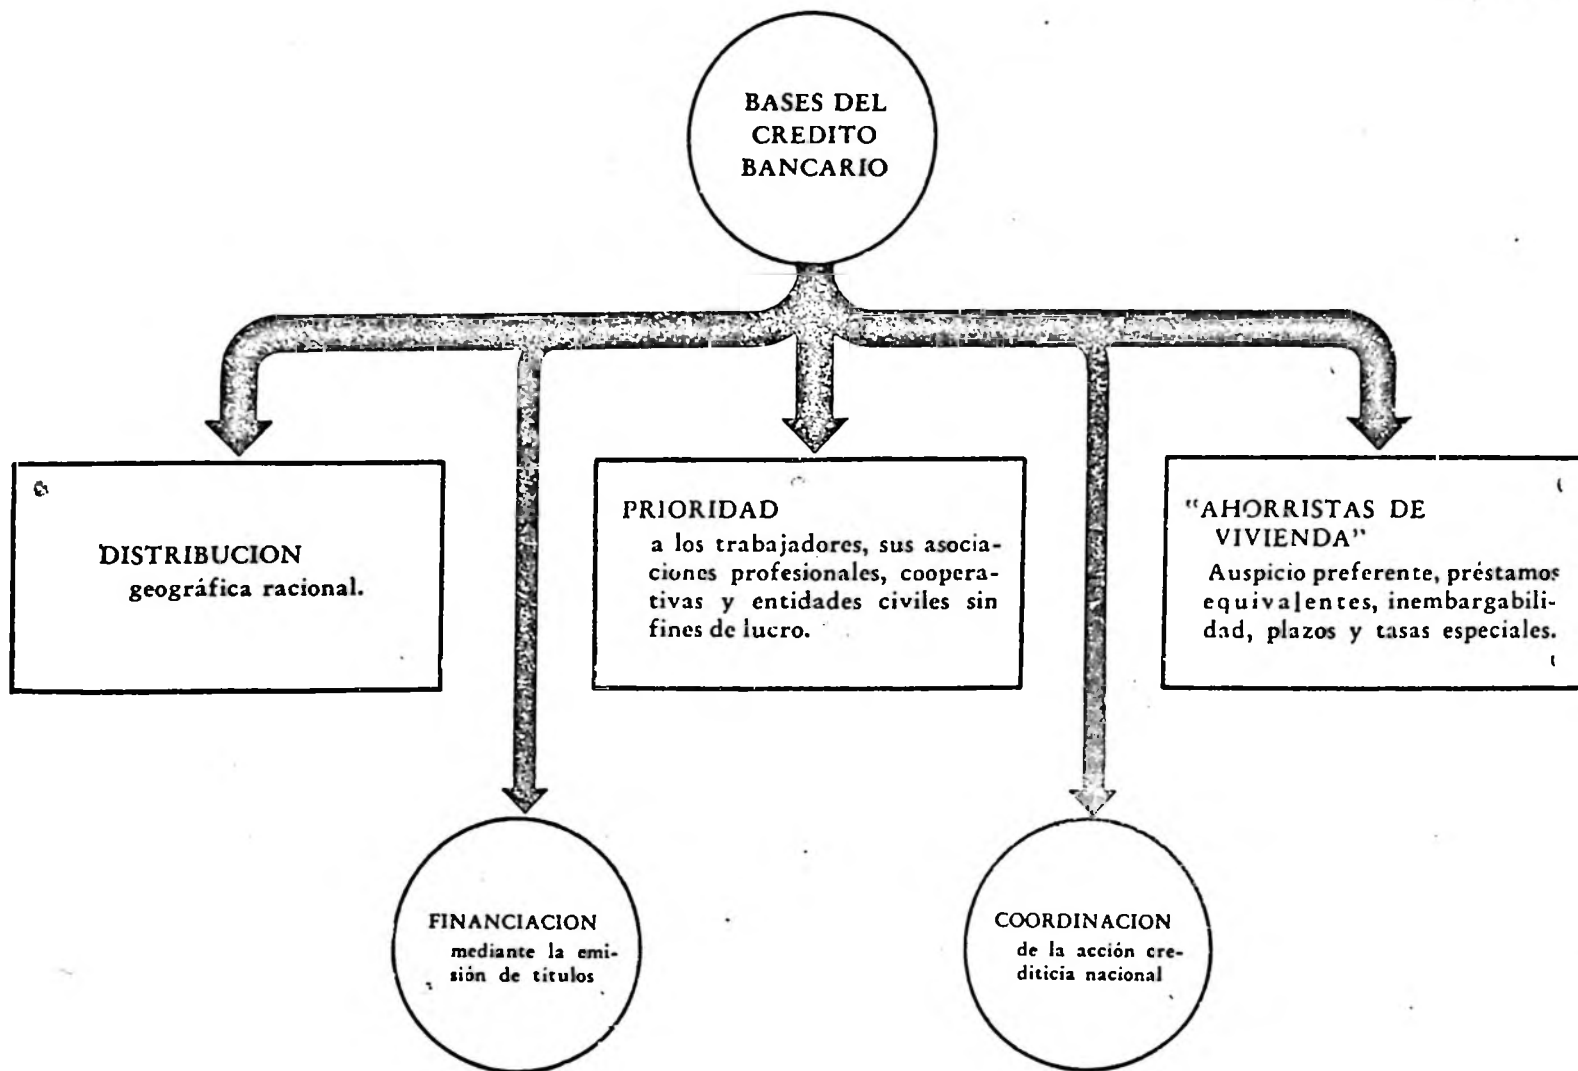 BASES DEL
CREDITO
BANCARIO
DISTRIBUCION
geográfica racional.
PRIORIDAD
a los trabajadores, sus asocia-
ciones profesionales, coopera-
tivas y entidades civiles sin
fines de lucro.
"AHORRISTAS DE
VIVIENDA"
Auspicio preferente, préstamos
equivalentes, inembargabili-
dad, plazos y tasas especiales.
FINANCIACION
mediante la emi-
sión de títulos
COORDINACION
de la acción cre-
diticia nacional